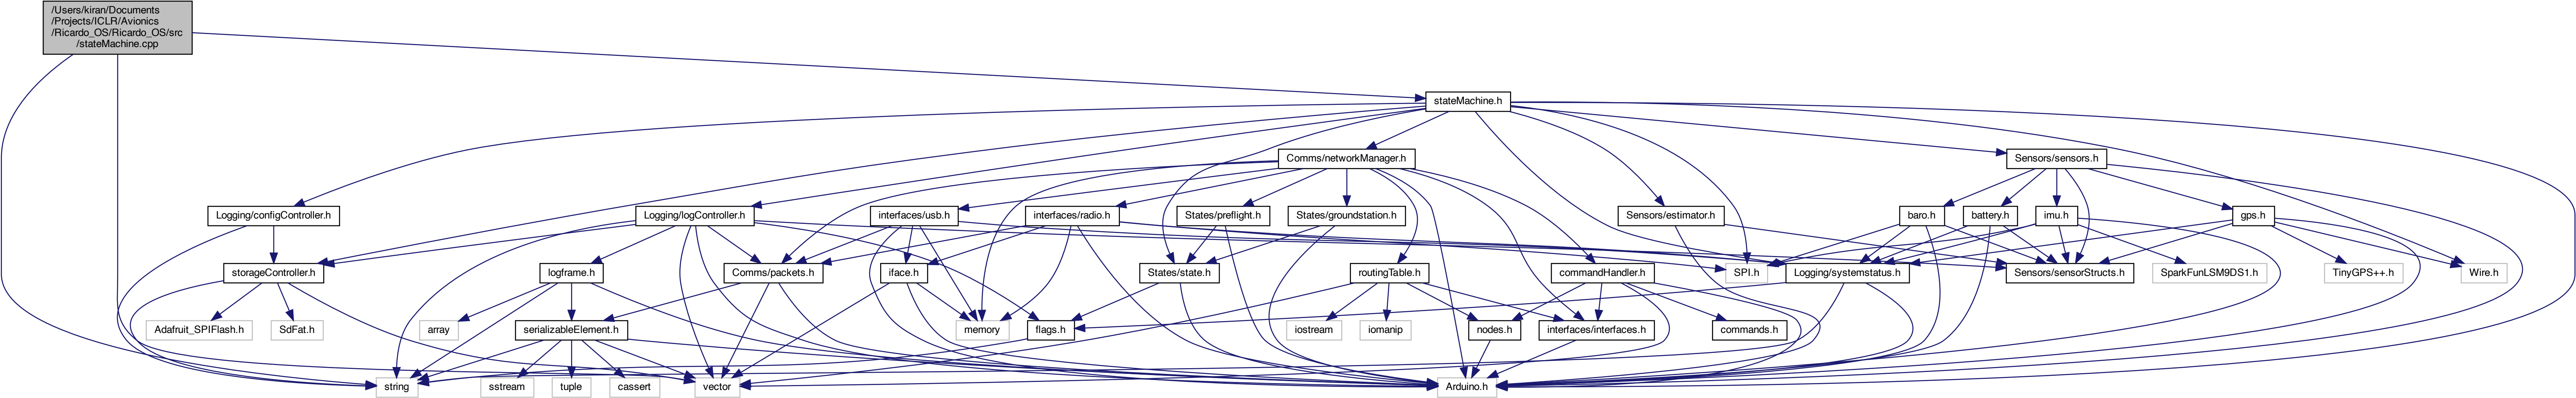 /Users/kiran/Documents
/Projects/ICLR/Avionics
/Ricardo_OS/Ricardo_OS/src
/stateMachine.cpp
stateMachine.h
Comms/networkManager.h
Sensors/sensors.h
Logging/configController.h
Logging/logController.h
interfaces/usb.h
interfaces/radio.h
States/preflight.h
States/groundstation.h
Sensors/estimator.h
baro.h
battery.h
imu.h
gps.h
storageController.h
logframe.h
Comms/packets.h
iface.h
States/state.h
routingTable.h
commandHandler.h
SPI.h
Logging/systemstatus.h
Sensors/sensorStructs.h
SparkFunLSM9DS1.h
TinyGPS++.h
Wire.h
Adafruit_SPIFlash.h
SdFat.h
array
serializableElement.h
memory
flags.h
iostream
iomanip
nodes.h
interfaces/interfaces.h
commands.h
string
sstream
tuple
cassert
vector
Arduino.h